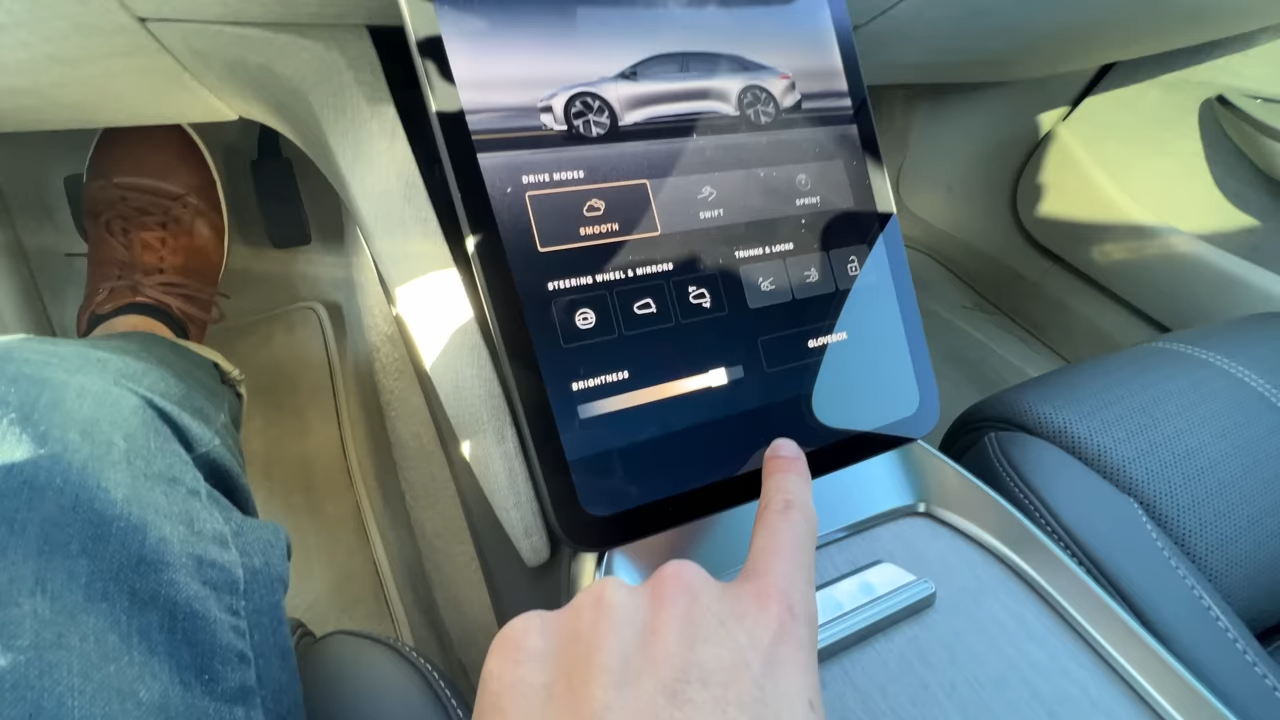 DRIVE MODES
SMOOTH
SWIFT
SPRINT
STEERING WHEEL & MIRRORS
TRUNKS & LOCKS
GLOVEBOX
BRIGHTNESS